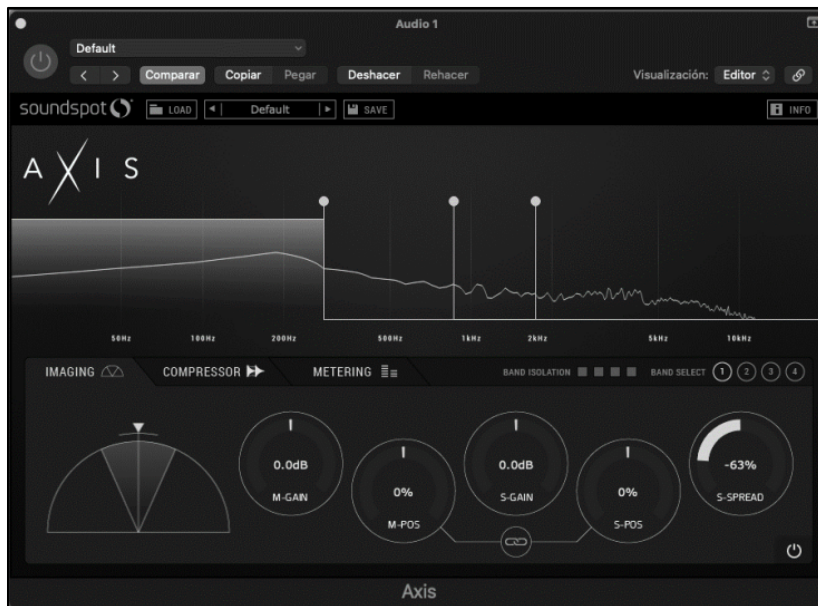 Audio 1
Default
Comparar Copiar Pegar Deshacer Rehacer Visualización: Editor
soundspot LOAD Default SAVE INFO
AXIS
50Hz 100Hz 200Hz 500Hz 1kHz 2kHz 5kHz 10kHz
IMAGING COMPRESSOR METERING BAND ISOLATION BAND SELECT 1 2 3 4
0.0dB 0.0dB -63%
M-GAIN 0% S-GAIN 0% S-SPREAD
M-POS S-POS
Axis